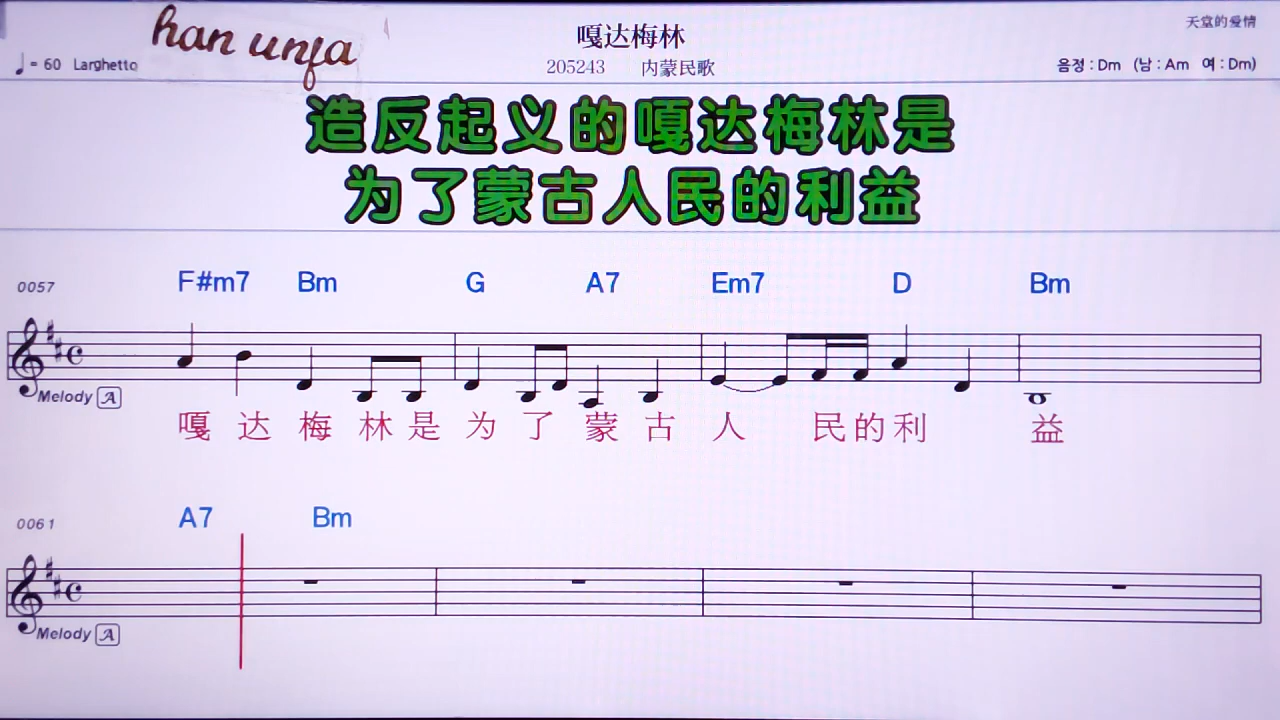 han unfa
嘎达梅林
天堂的爱情
♩= 60 Larghetto
205243 内蒙民歌
음정 : Dm (남 : Am 여 : Dm)
造反起义的嘎达梅林是
为了蒙古人民的利益
0057 F#m7 Bm G A7 Em7 D Bm
Melody A
嘎达梅林是为了蒙古人民的利益
0061 A7 Bm
Melody A